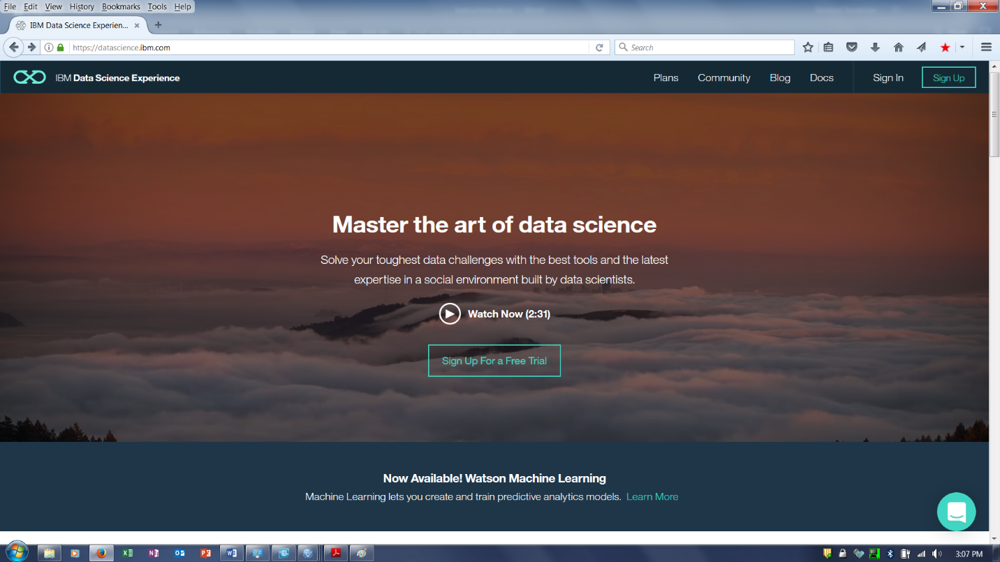 File Edit View History Bookmarks Tools Help
IBM Data Science Experien...
https://datascience.ibm.com
Search
IBM Data Science Experience
Plans Community Blog Docs Sign In Sign Up
Master the art of data science
Solve your toughest data challenges with the best tools and the latest
expertise in a social environment built by data scientists.
Watch Now (2:31)
Sign Up For a Free Trial
Now Available! Watson Machine Learning
Machine Learning lets you create and train predictive analytics models. Learn More
3:07 PM